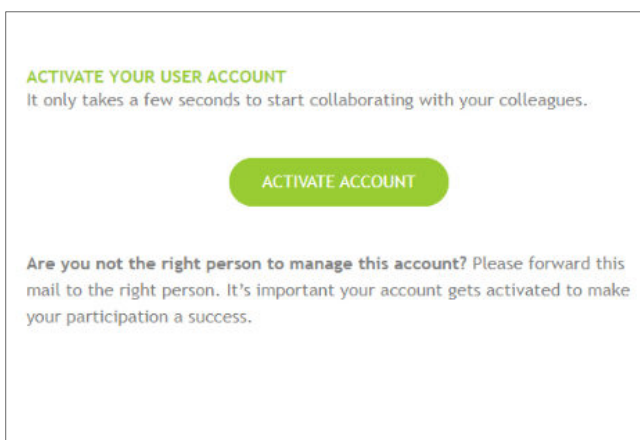 ACTIVATE YOUR USER ACCOUNT
It only takes a few seconds to start collaborating with your colleagues.
ACTIVATE ACCOUNT
Are you not the right person to manage this account? Please forward this
mail to the right person. It’s important your account gets activated to make
your participation a success.